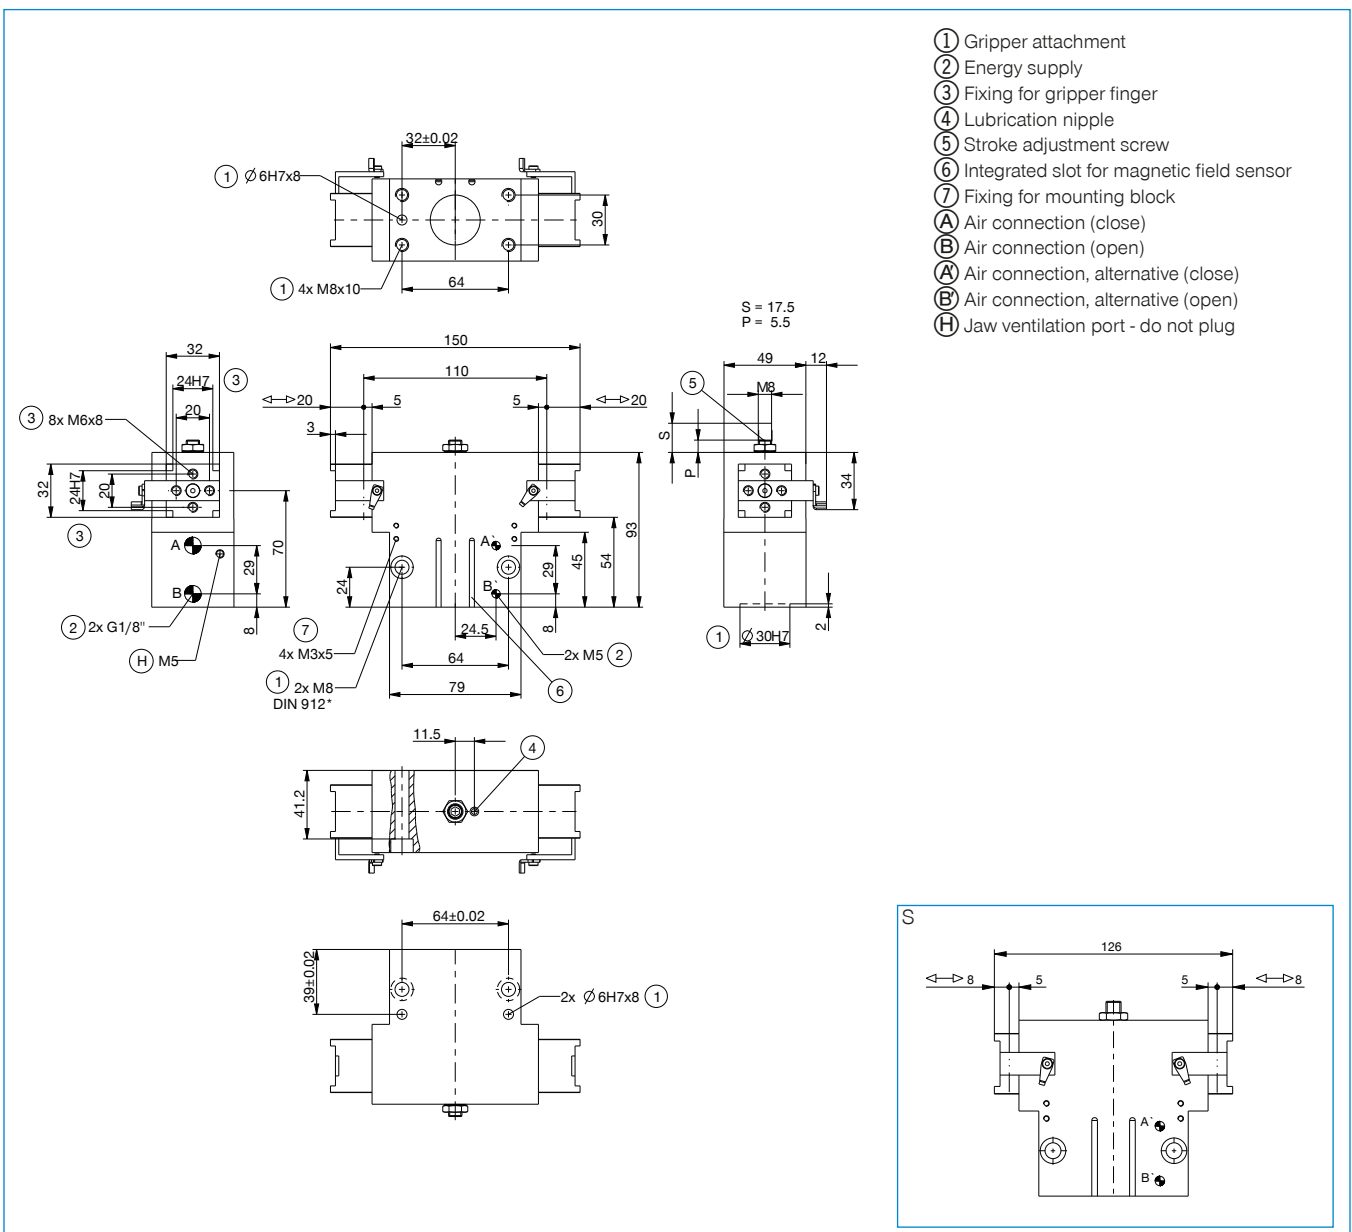 ① Gripper attachment
② Energy supply
③ Fixing for gripper finger
④ Lubrication nipple
⑤ Stroke adjustment screw
⑥ Integrated slot for magnetic field sensor
⑦ Fixing for mounting block
Ⓐ Air connection (close)
Ⓑ Air connection (open)
A' Air connection, alternative (close)
B' Air connection, alternative (open)
Ⓗ Jaw ventilation port - do not plug
32±0.02
① Ø 6H7x8
30
① 4x M8x10
64
S = 17.5
P = 5.5
32
24H7 ③
20
③ 8x M6x8
32
24H7
20
③
A
B
70
29
8
② 2x G1/8"
Ⓗ M5
150
110
20
5
5
20
3
A`
B`
24
93
54
45
29
8
24.5
⑦
4x M3x5
64
2x M5 ②
① 2x M8
DIN 912*
79
⑥
49
12
⑤
M8
S
P
34
2
① Ø 30H7
11.5
④
41.2
64±0.02
39±0.02
2x Ø 6H7x8 ①
S
126
8
5
5
8
A`
B`